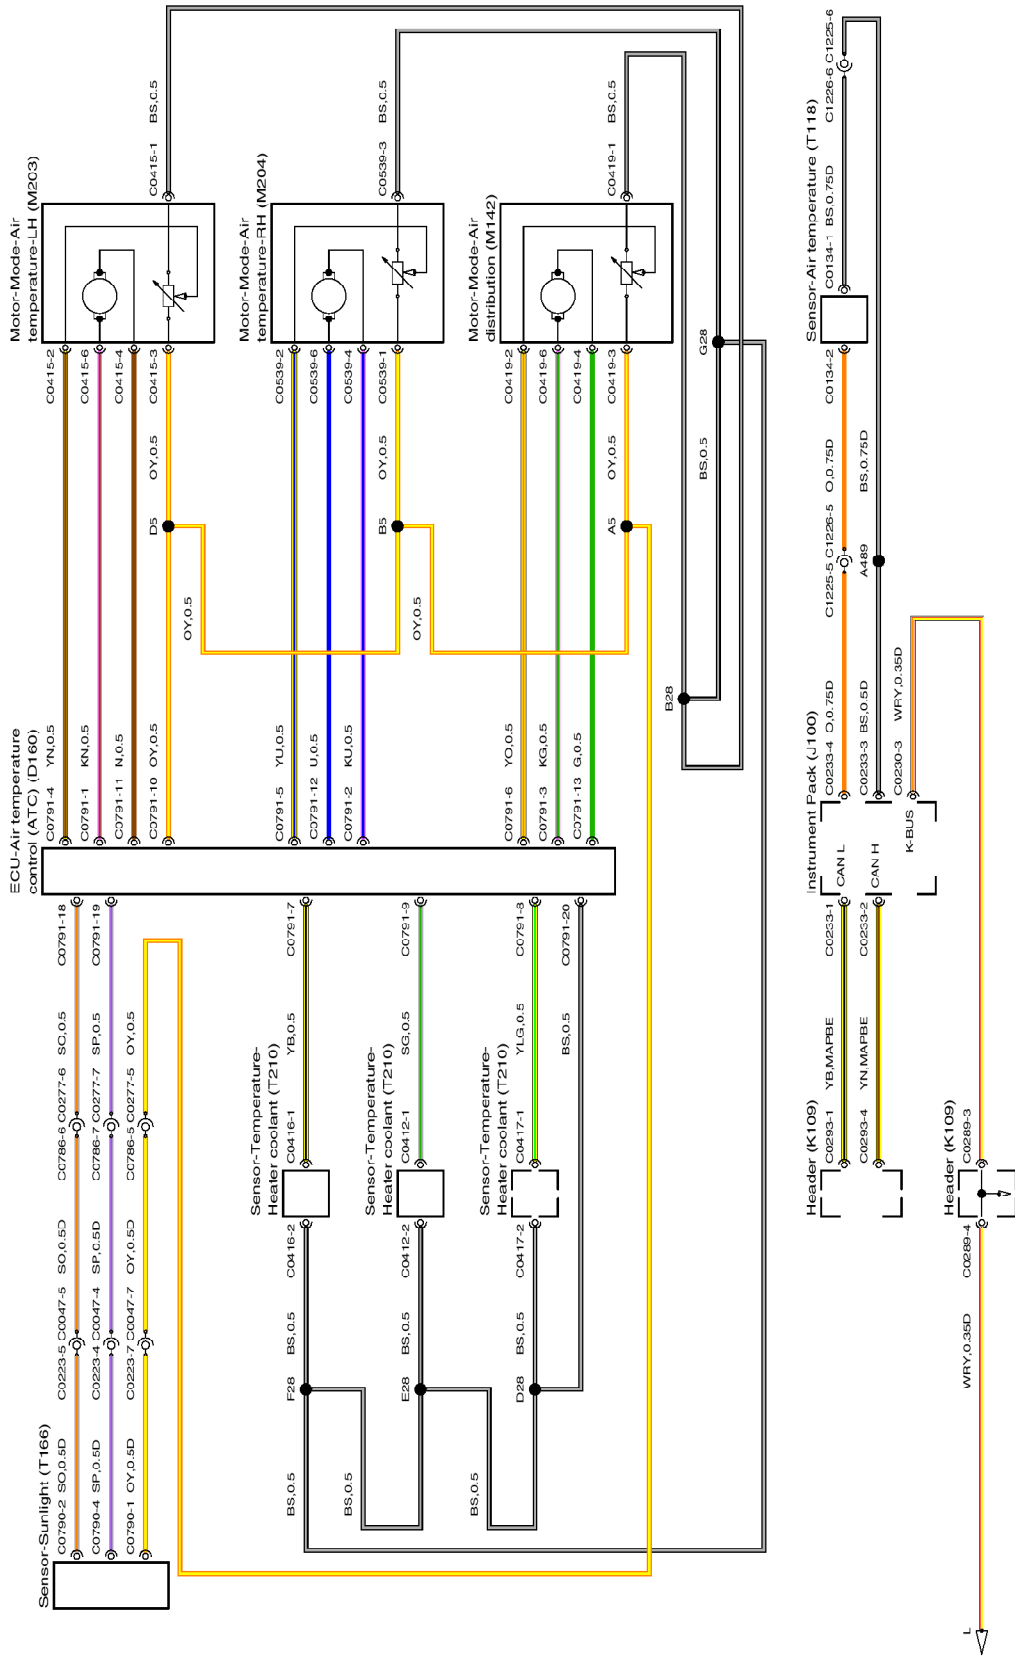 Motor-Mode-Air
temperature-LH (M203)
C0415-1 BS,0.5
C0415-2
C0415-6
C0415-4
C0415-3
OY,0.5
D5
OY,0.5
Motor-Mode-Air
temperature-RH (M204)
C0539-3 BS,0.5
C0539-2
C0539-6
C0539-4
C0539-1
OY,0.5
B5
OY,0.5
Motor-Mode-Air
distribution (M142)
C0419-1 BS,0.5
C0419-2
C0419-6
C0419-4
C0419-3
OY,0.5
A5
G28
BS,0.5
B28
ECU-Air temperature
control (ATC) (D160)
C0791-4 YN,0.5
C0791-1 KN,0.5
C0791-11 N,0.5
C0791-10 OY,0.5
C0791-5 YU,0.5
C0791-12 U,0.5
C0791-2 KU,0.5
C0791-6 YO,0.5
C0791-3 KG,0.5
C0791-13 G,0.5
C0791-18
C0791-19
C0791-7
C0791-9
C0791-8
C0791-20
C0786-6 C0277-6 SO,0.5
C0786-7 C0277-7 SP,0.5
C0786-5 C0277-5 OY,0.5
YB,0.5
SG,0.5
YLG,0.5
BS,0.5
Sensor-Temperature-
Heater coolant (T210)
C0416-1
C0416-2
Sensor-Temperature-
Heater coolant (T210)
C0412-1
C0412-2
Sensor-Temperature-
Heater coolant (T210)
C0417-1
C0417-2
BS,0.5
BS,0.5
BS,0.5
F28
E28
D28
BS,0.5
BS,0.5
BS,0.5
C0223-5 C0047-5 SO,0.5D
C0223-4 C0047-4 SP,0.5D
C0223-7 C0047-7 OY,0.5D
Sensor-Sunlight (T166)
C0790-2 SO,0.5D
C0790-4 SP,0.5D
C0790-1 OY,0.5D
Sensor-Air temperature (T118)
C0134-1 BS,0.75D
C1226-6 C1225-6
C0134-2
O,0.75D
BS,0.75D
C1225-5 C1226-5
A489
Instrument Pack (J100)
C0233-4 O,0.75D
C0233-3 BS,0.5D
C0230-3 WRY,0.35D
CAN L
CAN H
K-BUS
C0233-1
C0233-2
Header (K109)
C0293-1 YB,MAPBE
C0293-4 YN,MAPBE
Header (K109)
C0289-3
C0289-4
WRY,0.35D
L